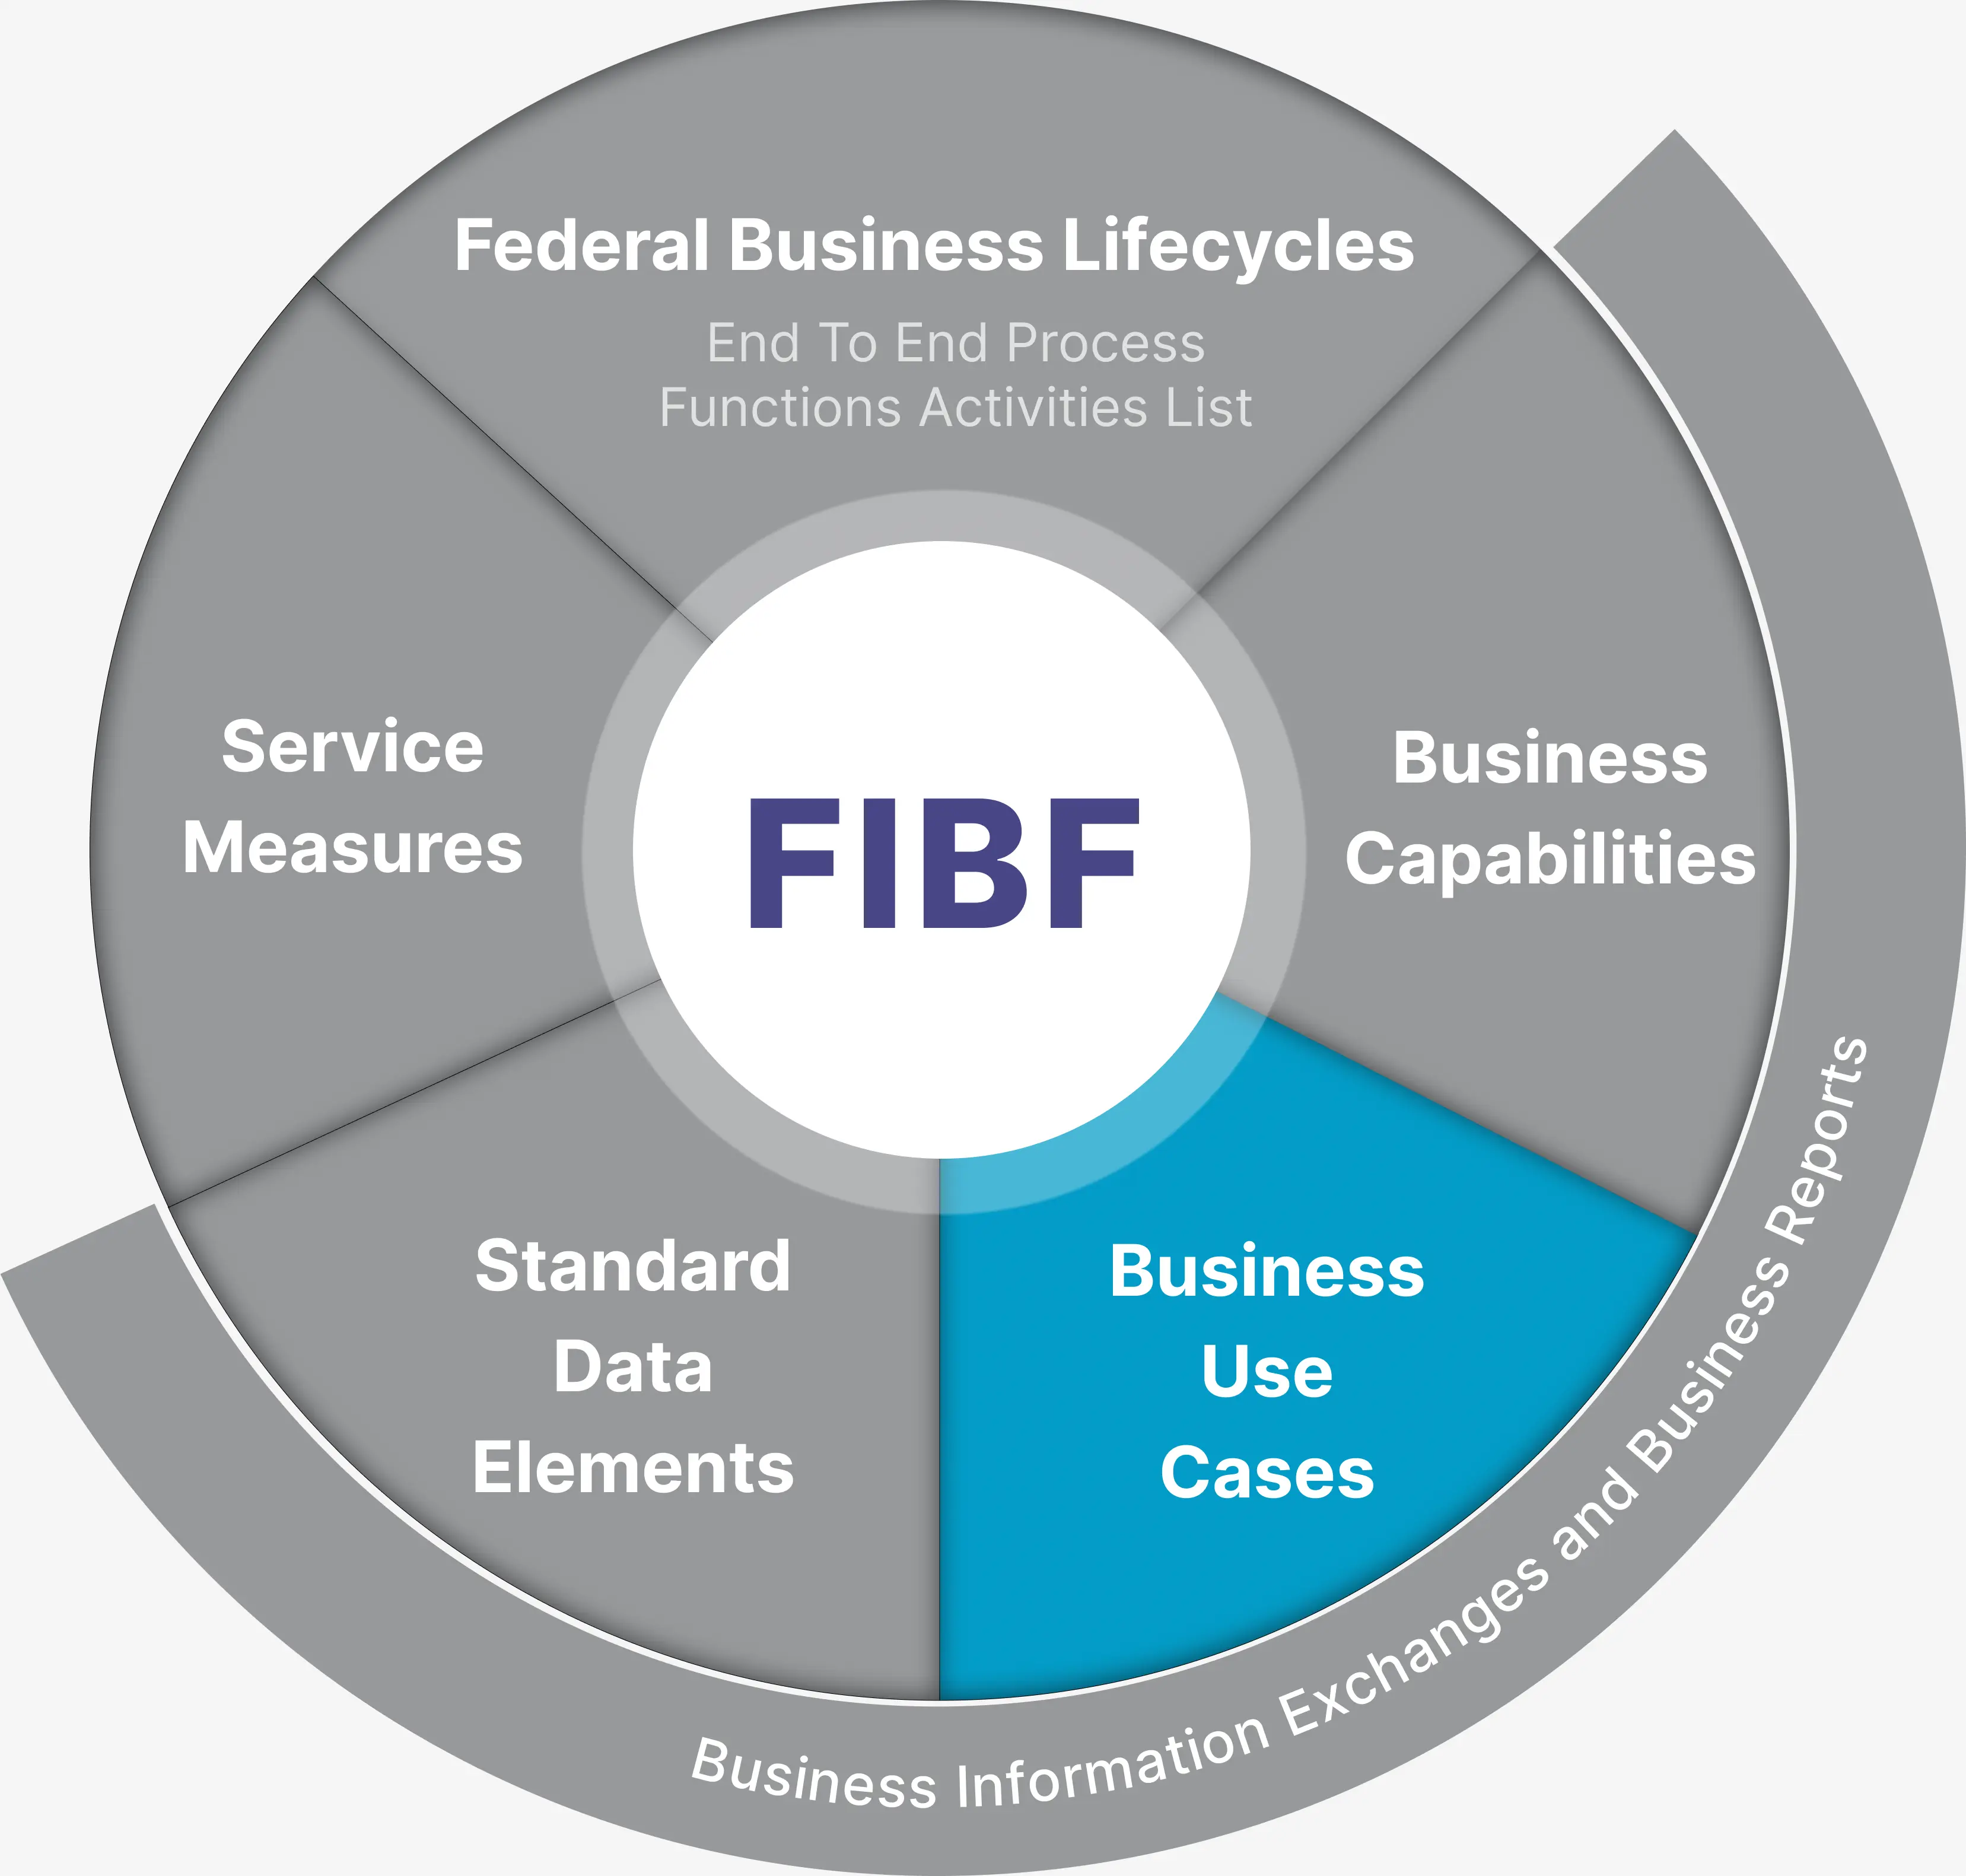 Federal Business Lifecycles
End To End Process
Functions Activities List
Service
Measures
FIBF
Business
Capabilities
Standard
Data
Elements
Business
Use
Cases
Business Information Exchanges and Business Reports